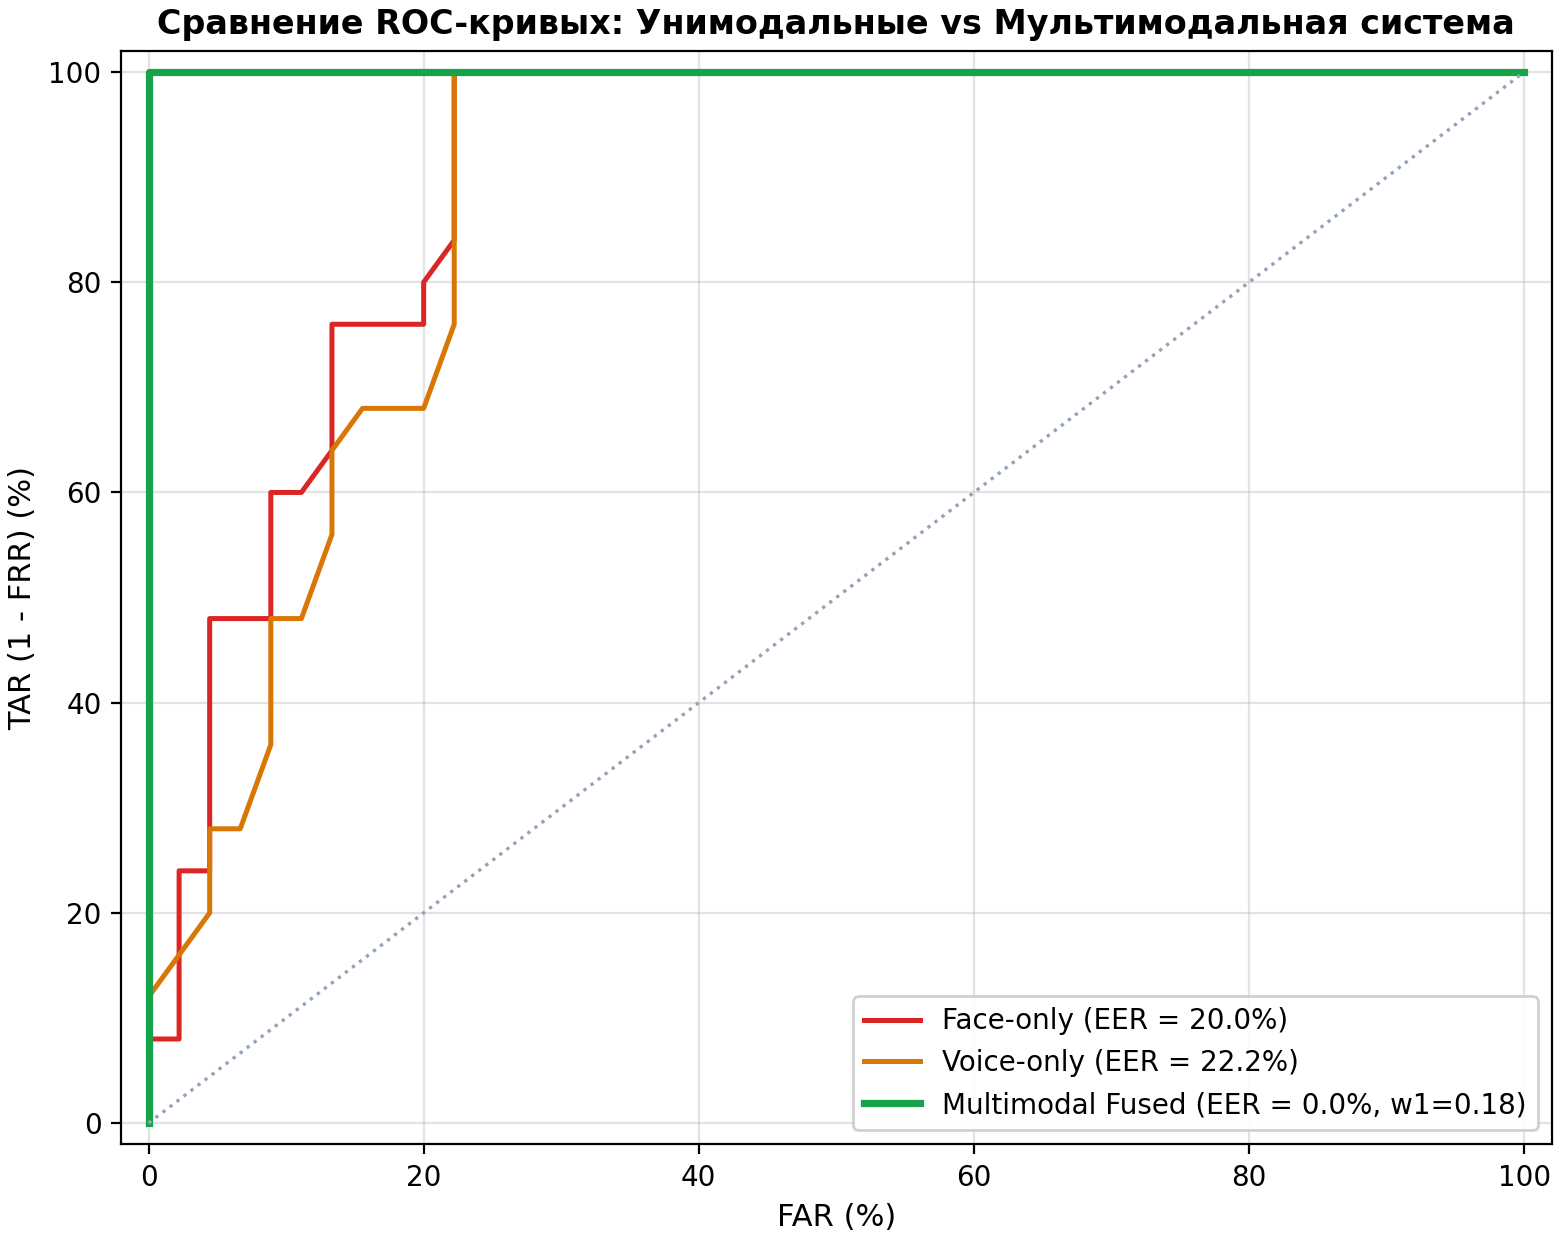 Сравнение ROC-кривых: Унимодальные vs Мультимодальная система
100
80
60
40
20
0
TAR (1 - FRR) (%)
0 20 40 60 80 100
FAR (%)
Face-only (EER = 20.0%)
Voice-only (EER = 22.2%)
Multimodal Fused (EER = 0.0%, w1=0.18)